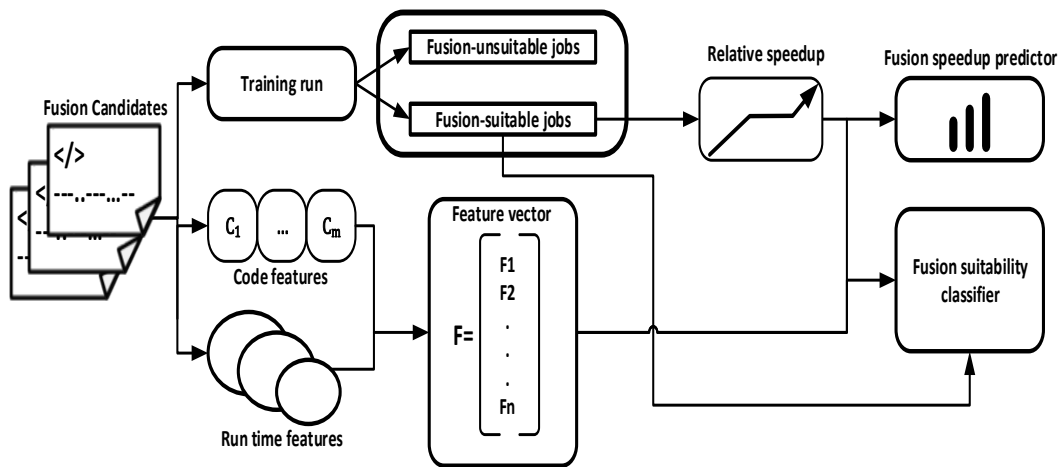 Fusion Candidates
</>
---..---...--
Training run
Fusion-unsuitable jobs
Fusion-suitable jobs
Relative speedup
Fusion speedup predictor
C1
...
Cm
Code features
Run time features
Feature vector
F=
F1
F2
.
.
.
Fn
Fusion suitability
classifier